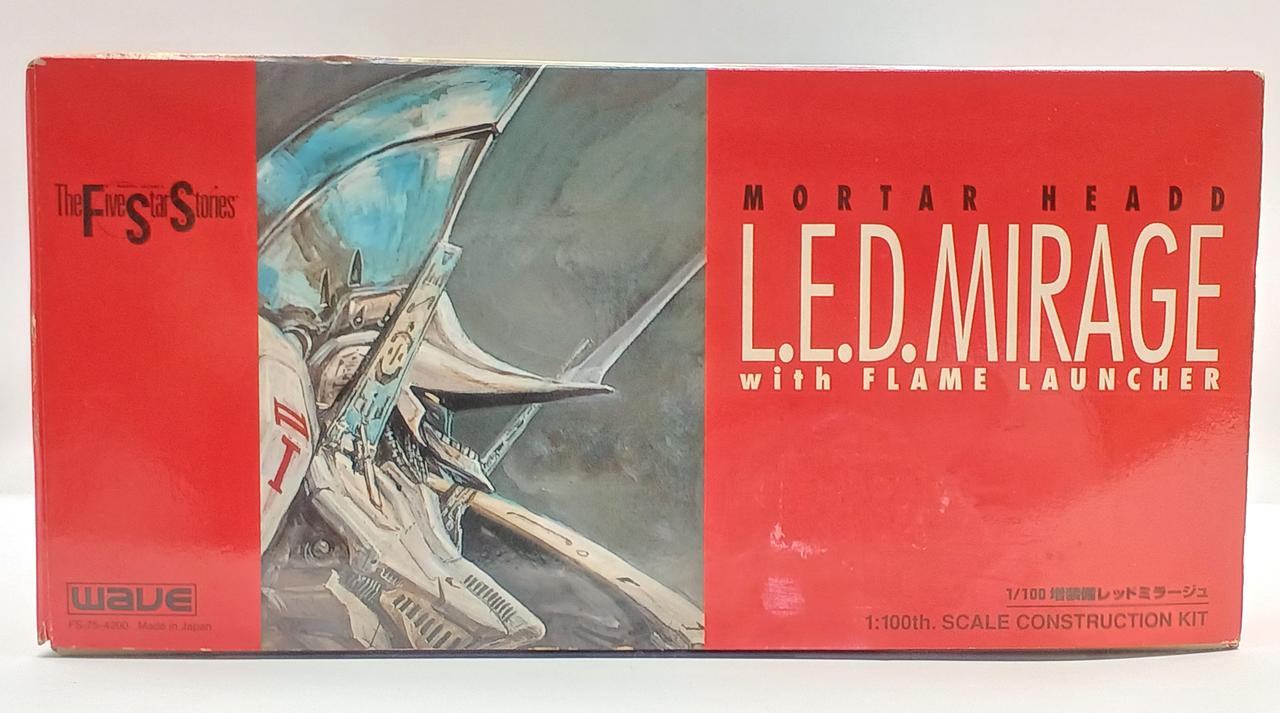 The Five Star Stories
MORTAR HEADD
L.E.D. MIRAGE
with FLAME LAUNCHER
wave
FS-75-4200 Made in Japan
1/100 増装備レッドミラージュ
1:100th. SCALE CONSTRUCTION KIT